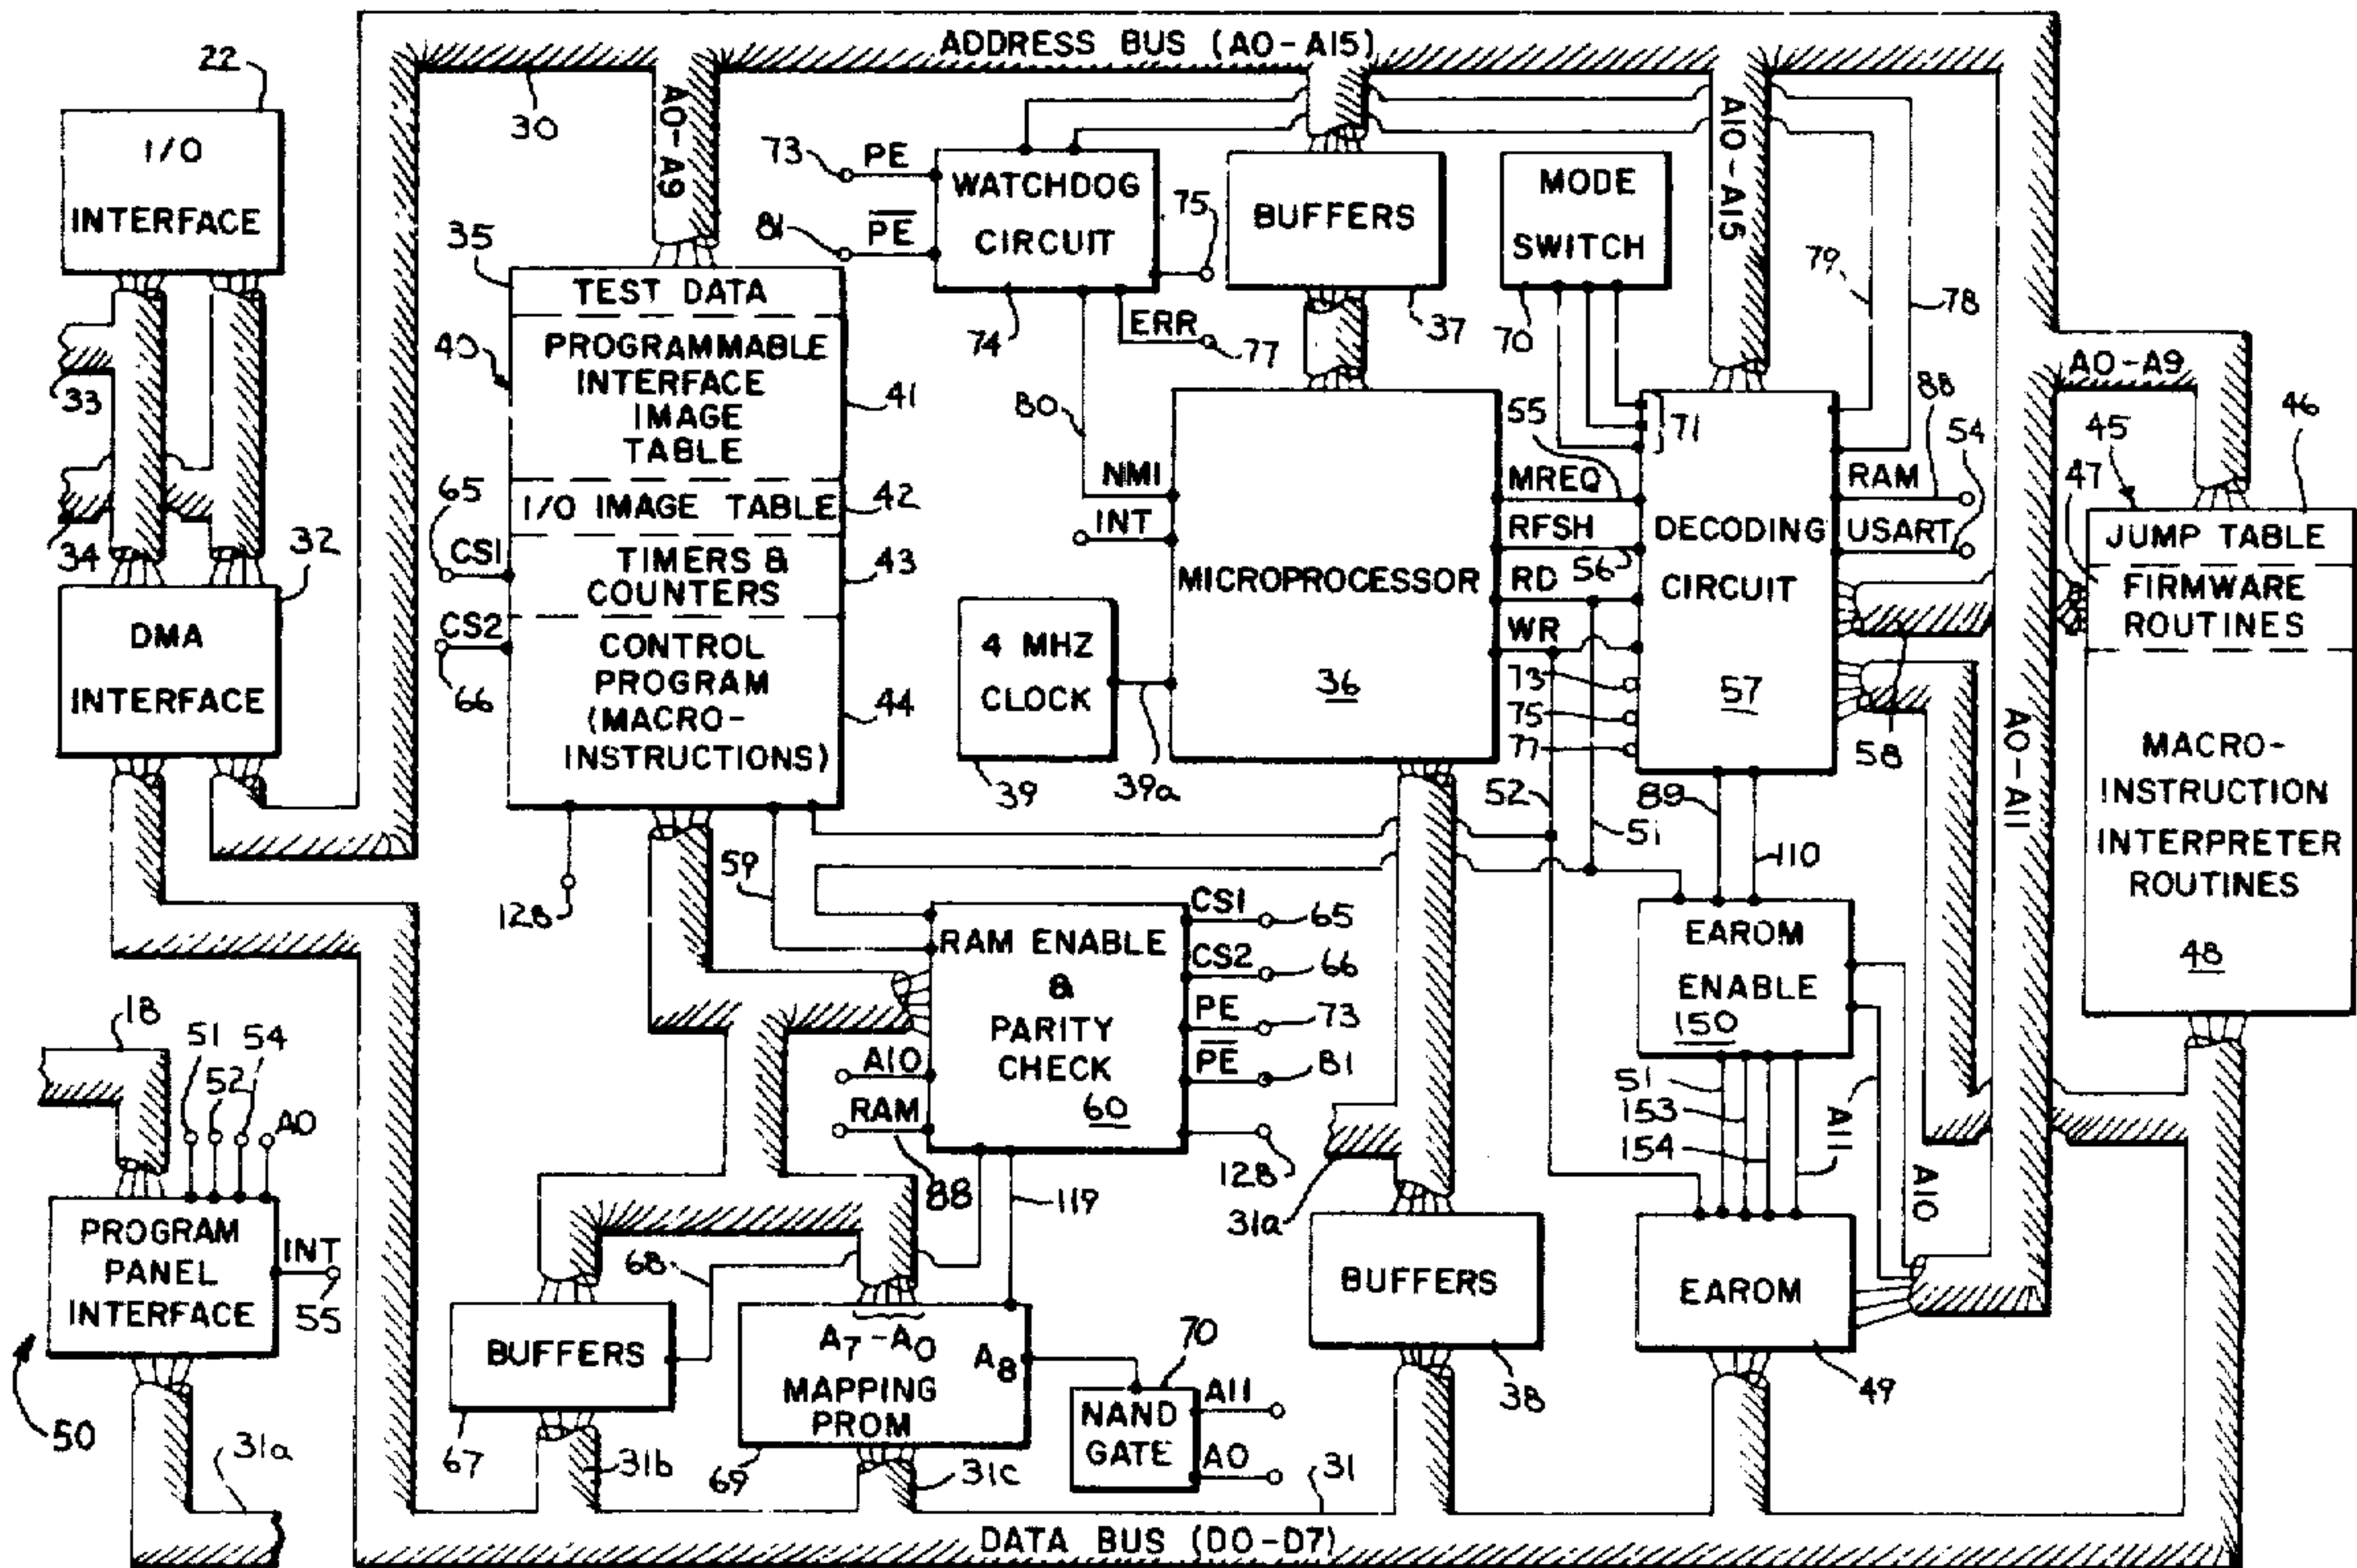 ADDRESS BUS (A0-A15)
22
I/O
INTERFACE
33
34
32
DMA
INTERFACE
30
A0-A9
35
TEST DATA
40
PROGRAMMABLE
INTERFACE
IMAGE
TABLE
41
I/O IMAGE TABLE
42
65
CS1
TIMERS &
COUNTERS
43
CS2
66
CONTROL
PROGRAM
(MACRO-
INSTRUCTIONS)
44
128
59
73
PE
81
PE
WATCHDOG
CIRCUIT
75
74
ERR
77
80
BUFFERS
37
MODE
SWITCH
70
71
A10-A15
79
78
NMI
INT
MICROPROCESSOR
36
4 MHZ
CLOCK
39
39a
55
MREQ
RFSH
56
RD
WR
DECODING
CIRCUIT
57
73
75
77
RAM
88
USART
54
58
52
51
89
110
A0-A9
A0-A11
45
46
47
JUMP TABLE
FIRMWARE
ROUTINES
MACRO-
INSTRUCTION
INTERPRETER
ROUTINES
48
RAM ENABLE
&
PARITY
CHECK
60
CS1
65
CS2
66
PE
73
PE
81
128
A10
RAM
88
119
EAROM
ENABLE
150
51
153
154
A11
A10
EAROM
49
18
51
52
54
A0
PROGRAM
PANEL
INTERFACE
INT
55
50
31a
68
BUFFERS
67
31b
A7-A0
A8
MAPPING
PROM
69
31c
70
NAND
GATE
A11
A0
31a
BUFFERS
38
31
DATA BUS (D0-D7)